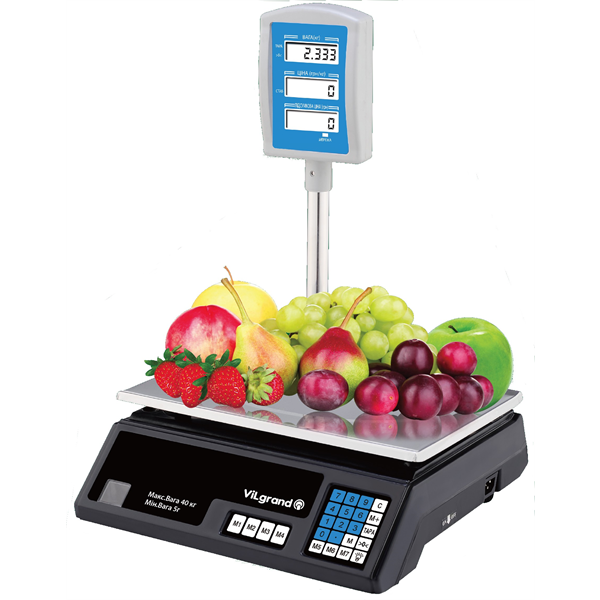 ВАГА(кг)
2.333
ЦІНА (грн/кг)
0
0
Макс.Вага 40 кг
Мін.Вага 5г
ViLgrand
M1 M2 M3 M4
7 8 9 C
4 5 6 M+
1 2 3 ТАРА
0 . M >0<
M5 M6 M7